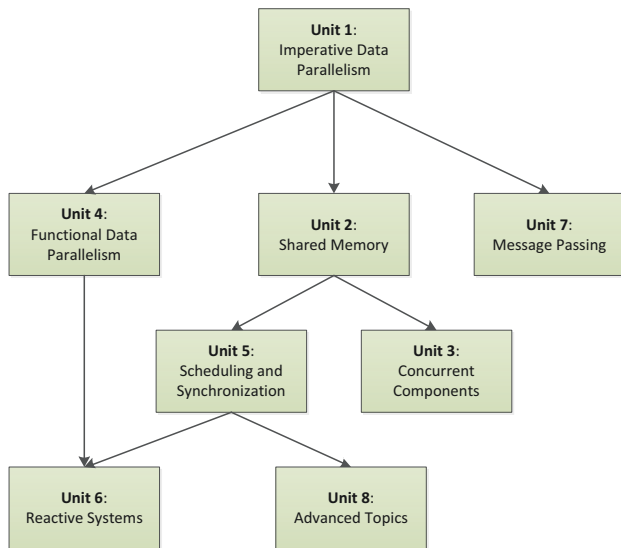 Unit 1:
Imperative Data
Parallelism
Unit 4:
Functional Data
Parallelism
Unit 2:
Shared Memory
Unit 7:
Message Passing
Unit 5:
Scheduling and
Synchronization
Unit 3:
Concurrent
Components
Unit 6:
Reactive Systems
Unit 8:
Advanced Topics